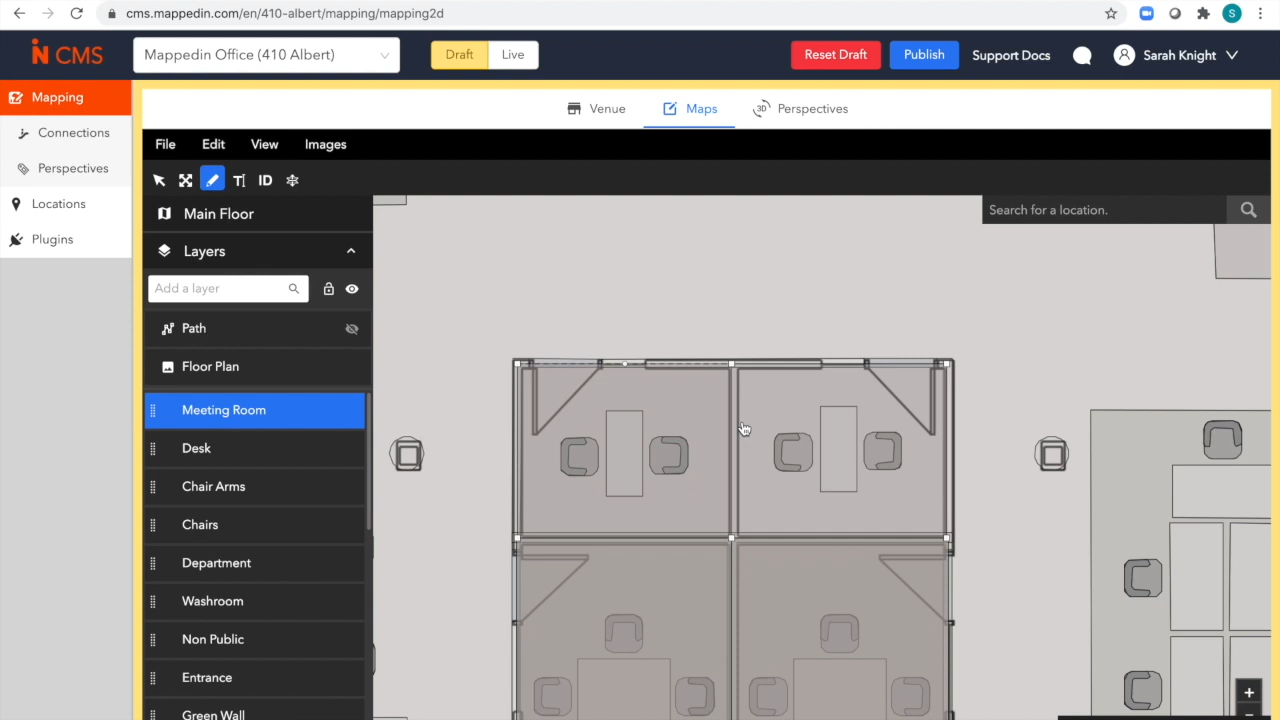 cms.mappedin.com/en/410-albert/mapping/mapping2d
S
CMS
Mappedin Office (410 Albert)
Draft
Live
Reset Draft
Publish
Support Docs
Sarah Knight
Mapping
Connections
Perspectives
Locations
Plugins
Venue
Maps
3D
Perspectives
File
Edit
View
Images
T
ID
Main Floor
Search for a location.
Layers
Add a layer
Path
Floor Plan
Meeting Room
Desk
Chair Arms
Chairs
Department
Washroom
Non Public
Entrance
Green Wall